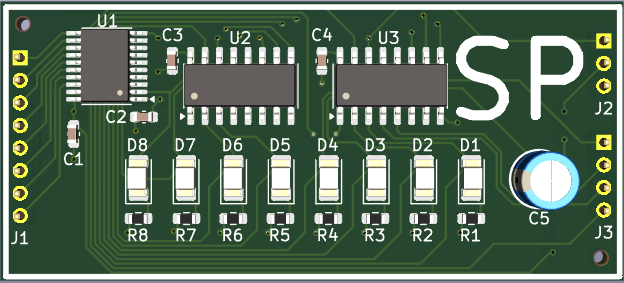 U1
C3
U2
C4
U3
SP
J2
C2
C1
D8 D7 D6 D5 D4 D3 D2 D1
C5
R8 R7 R6 R5 R4 R3 R2 R1
J1
J3